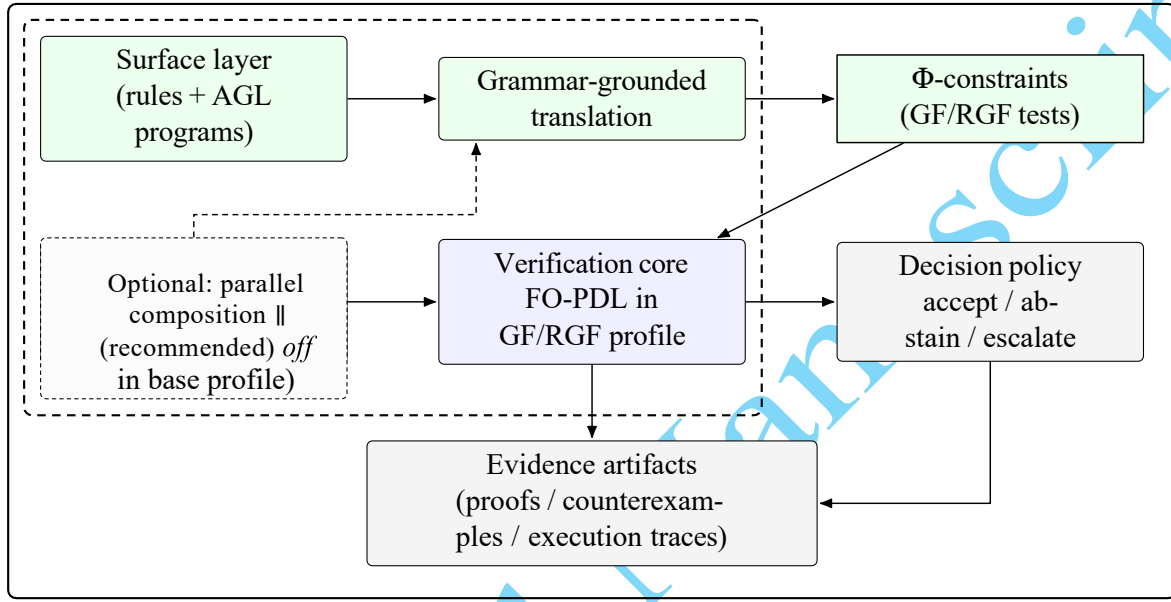 Surface layer
(rules + AGL
programs)
Grammar-grounded
translation
Φ-constraints
(GF/RGF tests)
Optional: parallel
composition ∥
(recommended) off
in base profile)
Verification core
FO-PDL in
GF/RGF profile
Decision policy
accept / ab-
stain / escalate
Evidence artifacts
(proofs / counterexam-
ples / execution traces)